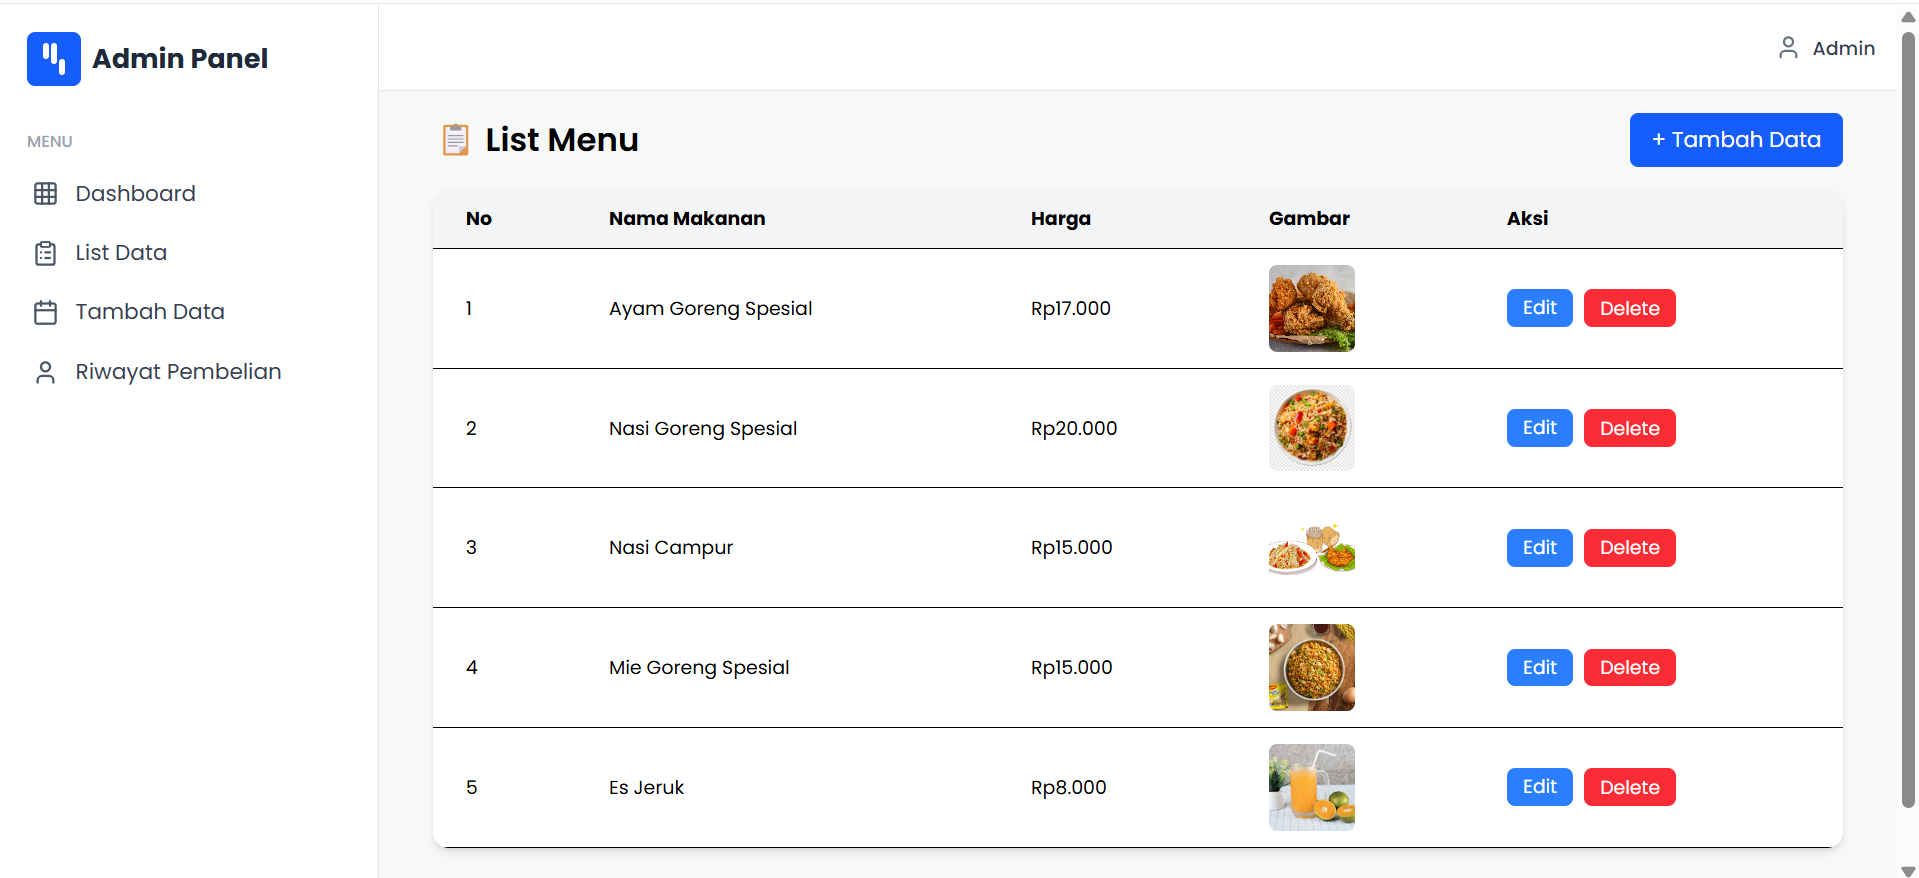 Admin Panel
Admin
MENU
Dashboard
List Data
Tambah Data
Riwayat Pembelian
List Menu
+ Tambah Data
No Nama Makanan Harga Gambar Aksi
1 Ayam Goreng Spesial Rp17.000 Edit Delete
2 Nasi Goreng Spesial Rp20.000 Edit Delete
3 Nasi Campur Rp15.000 Edit Delete
4 Mie Goreng Spesial Rp15.000 Edit Delete
5 Es Jeruk Rp8.000 Edit Delete